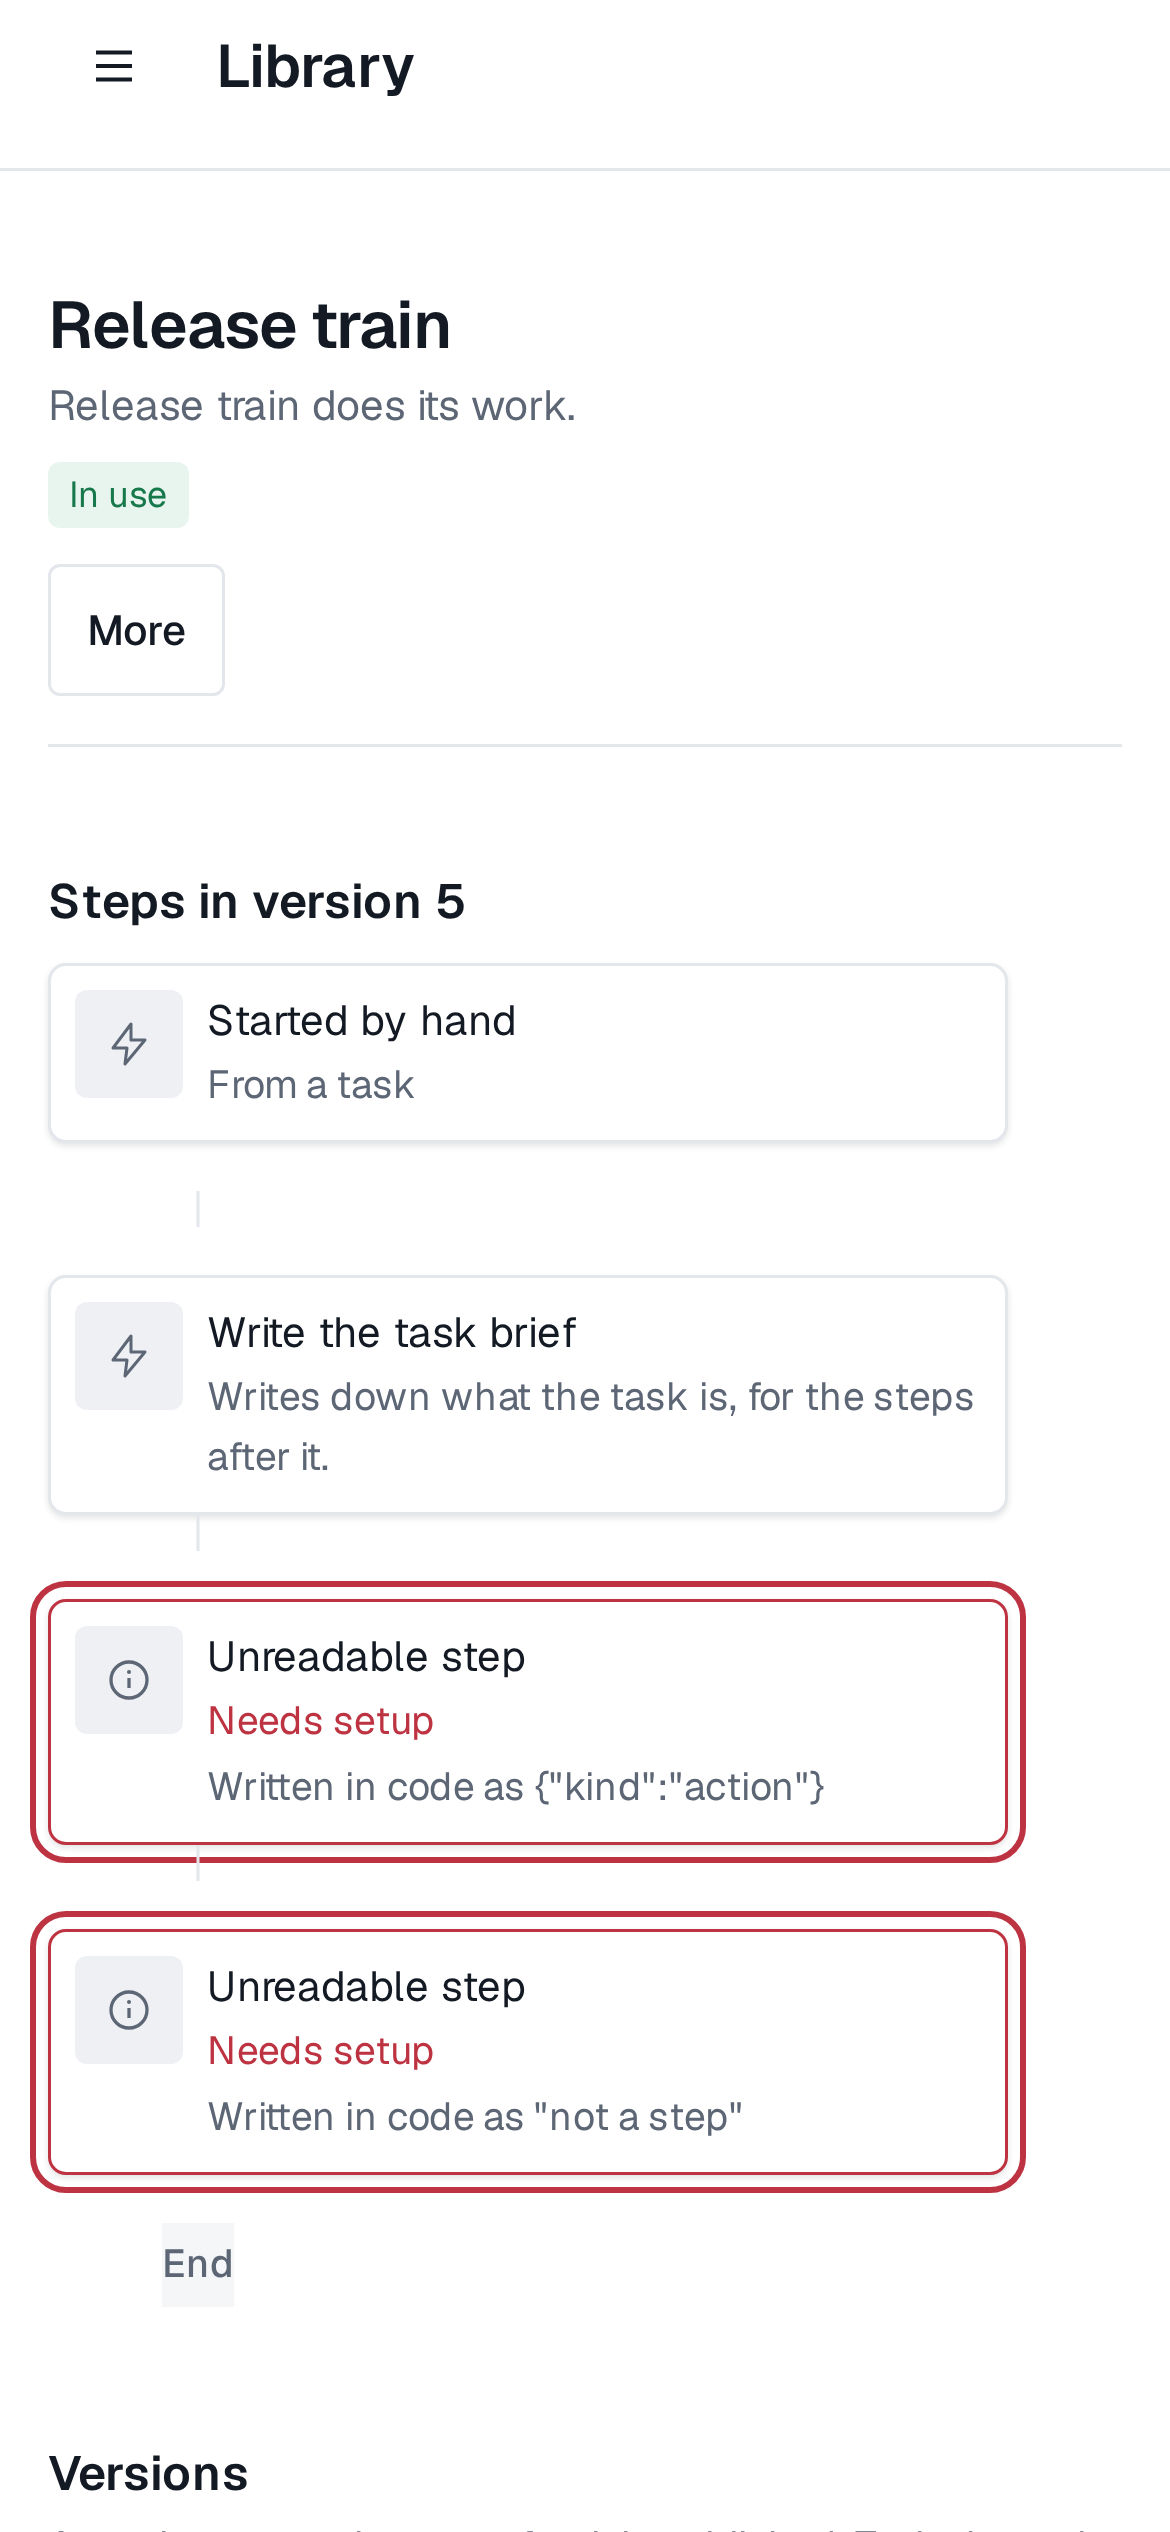 Library
Release train
Release train does its work.
In use
More
Steps in version 5
Started by hand
From a task
Write the task brief
Writes down what the task is, for the steps
after it.
Unreadable step
Needs setup
Written in code as {"kind":"action"}
Unreadable step
Needs setup
Written in code as "not a step"
End
Versions